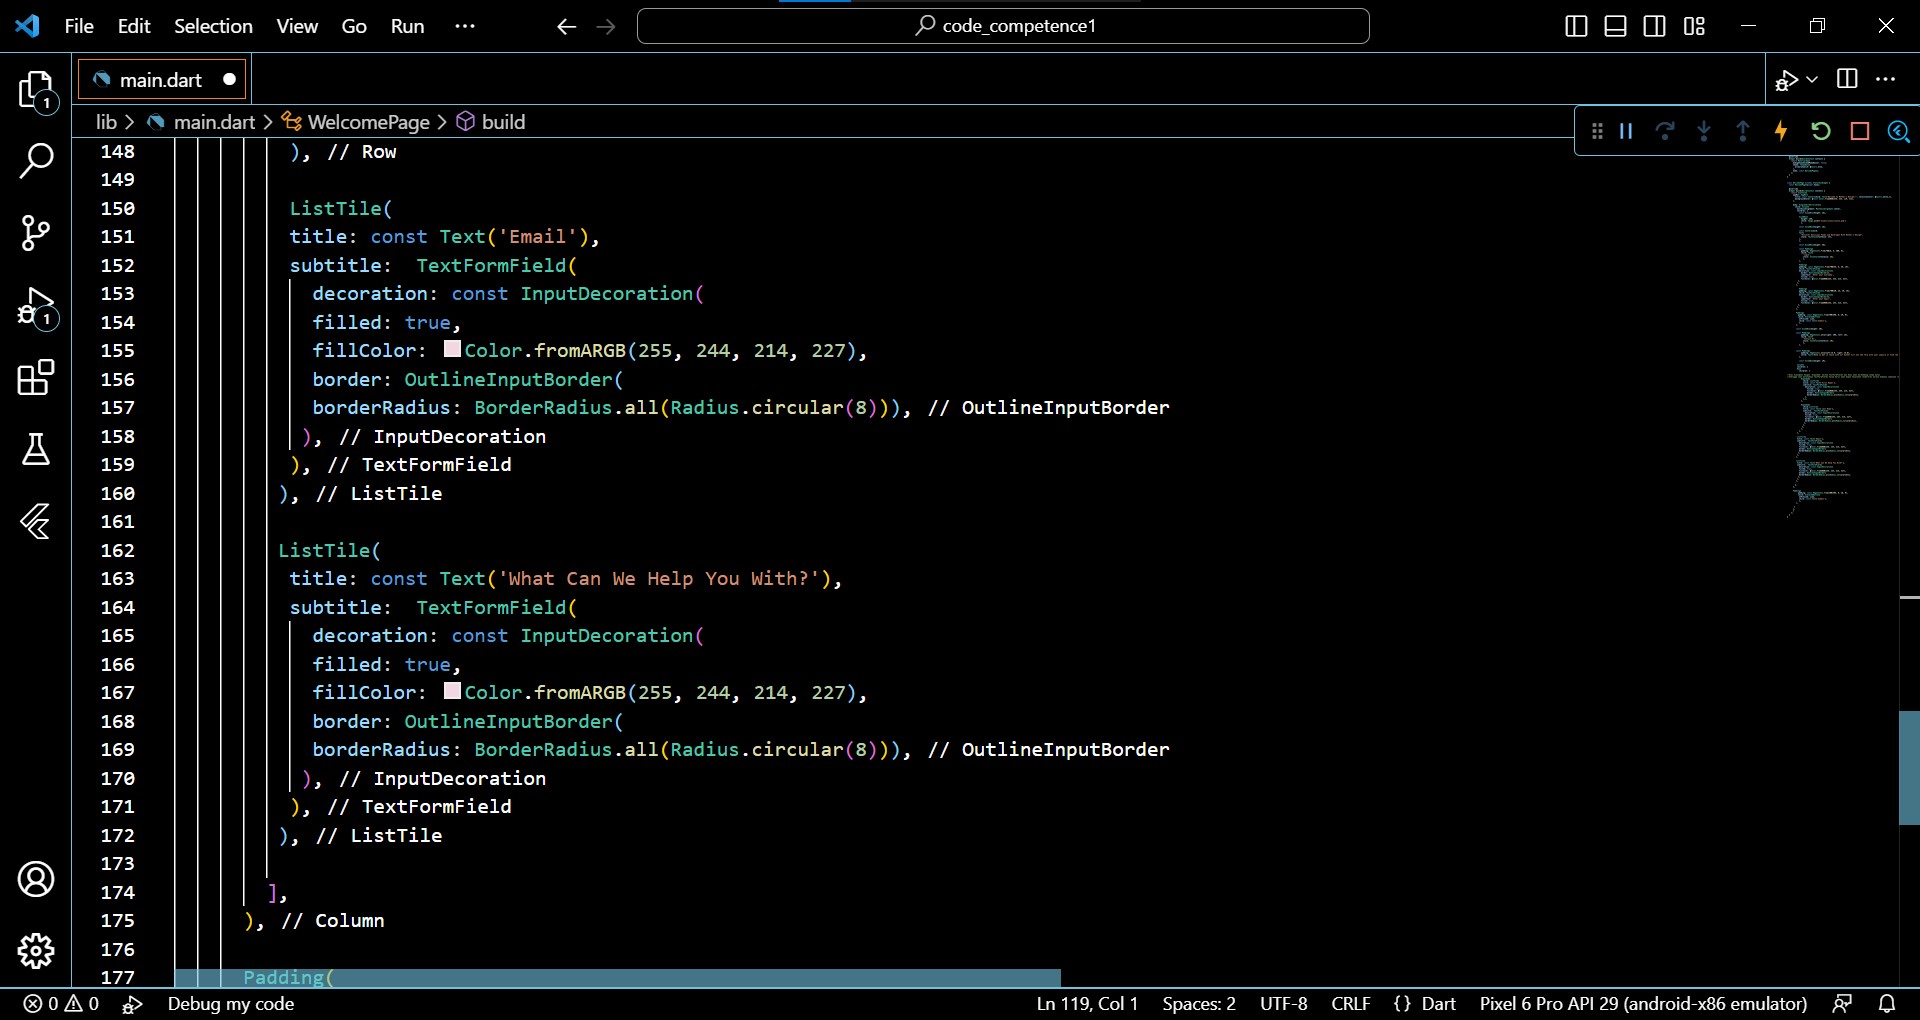 File Edit Selection View Go Run ··· code_competence1
main.dart
lib > main.dart > WelcomePage > build
148 ), // Row
149
150 ListTile(
151 title: const Text('Email'),
152 subtitle:  TextFormField(
153 decoration: const InputDecoration(
154 filled: true,
155 fillColor: Color.fromARGB(255, 244, 214, 227),
156 border: OutlineInputBorder(
157 borderRadius: BorderRadius.all(Radius.circular(8))), // OutlineInputBorder
158 ), // InputDecoration
159 ), // TextFormField
160 ), // ListTile
161
162 ListTile(
163 title: const Text('What Can We Help You With?'),
164 subtitle:  TextFormField(
165 decoration: const InputDecoration(
166 filled: true,
167 fillColor: Color.fromARGB(255, 244, 214, 227),
168 border: OutlineInputBorder(
169 borderRadius: BorderRadius.all(Radius.circular(8))), // OutlineInputBorder
170 ), // InputDecoration
171 ), // TextFormField
172 ), // ListTile
173
174 ],
175 ), // Column
176
177 Padding(
1
1
0 0 Debug my code Ln 119, Col 1 Spaces: 2 UTF-8 CRLF {} Dart Pixel 6 Pro API 29 (android-x86 emulator)